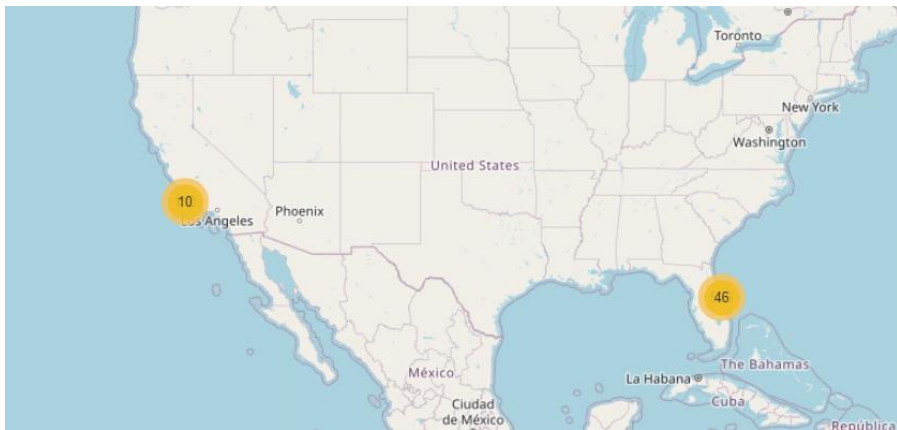 Toronto
New York
Washington
United States
10
Los Angeles
Phoenix
46
The Bahamas
México
La Habana
Cuba
Ciudad
de México
República